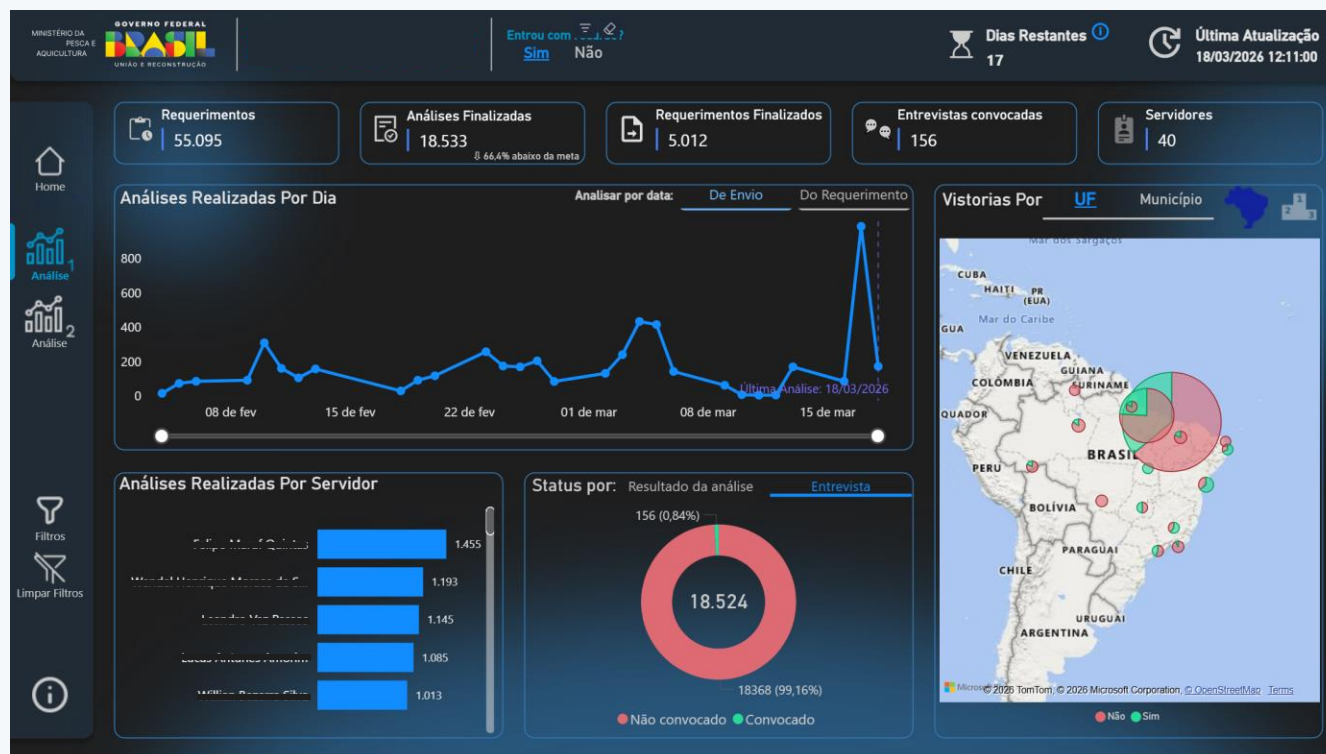 MINISTÉRIO DA
PESCA E
AQUICULTURA
GOVERNO FEDERAL
BRASIL
UNIÃO E RECONSTRUÇÃO
Entrou com
?
Sim Não
Dias Restantes
17
Última Atualização
18/03/2026 12:11:00
Requerimentos
55.095
Análises Finalizadas
18.533
⇩ 66,4% abaixo da meta
Requerimentos Finalizados
5.012
Entrevistas convocadas
156
Servidores
40
Home
1
Análise
2
Análise
Filtros
Limpar Filtros
Análises Realizadas Por Dia
Analisar por data: De Envio Do Requerimento
800
600
400
200
0
Última Análise: 18/03/2026
08 de fev 15 de fev 22 de fev 01 de mar 08 de mar 15 de mar
Análises Realizadas Por Servidor
1.455
1.193
1.145
1.085
1.013
Status por: Resultado da análise Entrevista
156 (0,84%)
18.524
18368 (99,16%)
Não convocado Convocado
Vistorias Por UF Município
1
2 3
Mar dos Sargaços
CUBA
HAITI PR
(EUA)
Mar do Caribe
GUA
VENEZUELA
GUIANA
COLÔMBIA SURINAME
QUADOR
BRASIL
PERU
BOLÍVIA
PARAGUAI
CHILE
URUGUAI
ARGENTINA
© 2026 TomTom, © 2026 Microsoft Corporation, © OpenStreetMap Terms
Não Sim